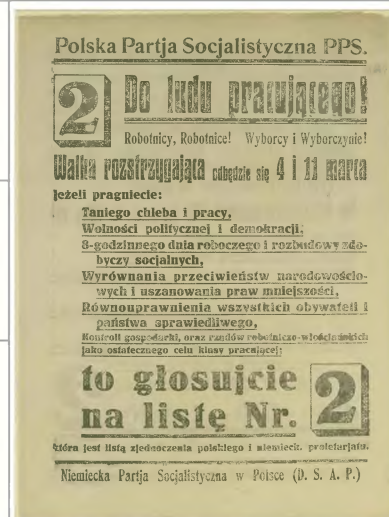 Polska Partja Socjalistyczna PPS.
2 Do ludu pracującego!
Robotnicy, Robotnice! Wyborcy i Wyborczynie!
Walka rozstrzygająca odbędzie się 4 i 11 marca
Jeżeli pragniecie:
Taniego chleba i pracy,
Wolności politycznej i demokracji,
8-godzinnego dnia roboczego i rozbudowy zdo-
byczy socjalnych,
Wyrównania przeciwieństw narodowościo-
wych i uszanowania praw mniejszości,
Równouprawnienia wszystkich obywateli i
państwa sprawiedliwego,
Kontroli gospodarki, oraz rządów robotniczo-włościańskich
jako ostatecznego celu klasy pracującej:
to głosujcie
na listę Nr. 2
która jest listą zjednoczenia polskiego i niemieck. proletarjatu.
Niemiecka Partja Socjalistyczna w Polsce (D. S. A. P.)